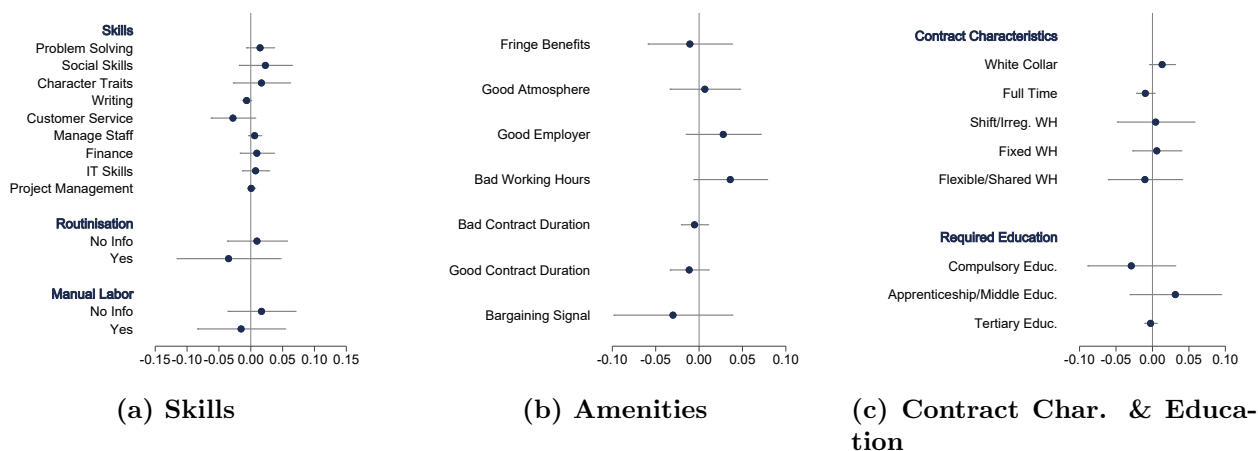 Skills
Problem Solving
Social Skills
Character Traits
Writing
Customer Service
Manage Staff
Finance
IT Skills
Project Management
Routinisation
No Info
Yes
Manual Labor
No Info
Yes
-0.15 -0.10 -0.05 0.00 0.05 0.10 0.15
(a) Skills
Fringe Benefits
Good Atmosphere
Good Employer
Bad Working Hours
Bad Contract Duration
Good Contract Duration
Bargaining Signal
-0.10 -0.05 0.00 0.05 0.10
(b) Amenities
Contract Characteristics
White Collar
Full Time
Shift/Irreg. WH
Fixed WH
Flexible/Shared WH
Required Education
Compulsory Educ.
Apprenticeship/Middle Educ.
Tertiary Educ.
-0.10 -0.05 0.00 0.05 0.10
(c) Contract Char. & Educa-
tion